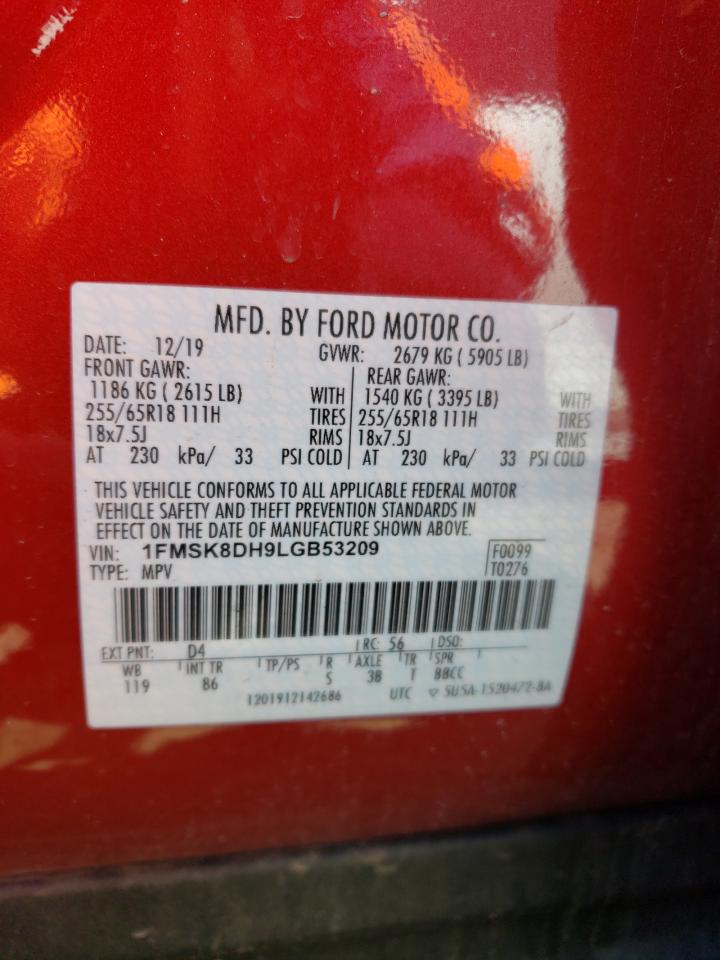 MFD. BY FORD MOTOR CO.
DATE: 12/19 GVWR: 2679 KG ( 5905 LB)
FRONT GAWR: REAR GAWR:
1186 KG ( 2615 LB) WITH 1540 KG ( 3395 LB) WITH
255/65R18 111H TIRES 255/65R18 111H TIRES
18x7.5J RIMS 18x7.5J RIMS
AT 230 kPa/ 33 PSI COLD AT 230 kPa/ 33 PSI COLD
THIS VEHICLE CONFORMS TO ALL APPLICABLE FEDERAL MOTOR
VEHICLE SAFETY AND THEFT PREVENTION STANDARDS IN
EFFECT ON THE DATE OF MANUFACTURE SHOWN ABOVE.
VIN: 1FMSK8DH9LGB53209 F0099
TYPE: MPV T0276
EXT PNT: D4 RC: 56 DSO:
WB INT TR TP/PS R AXLE TR SPR
119 86 S 3B T BBCC
1201912142686 UTC 5U5A-1520472-BA